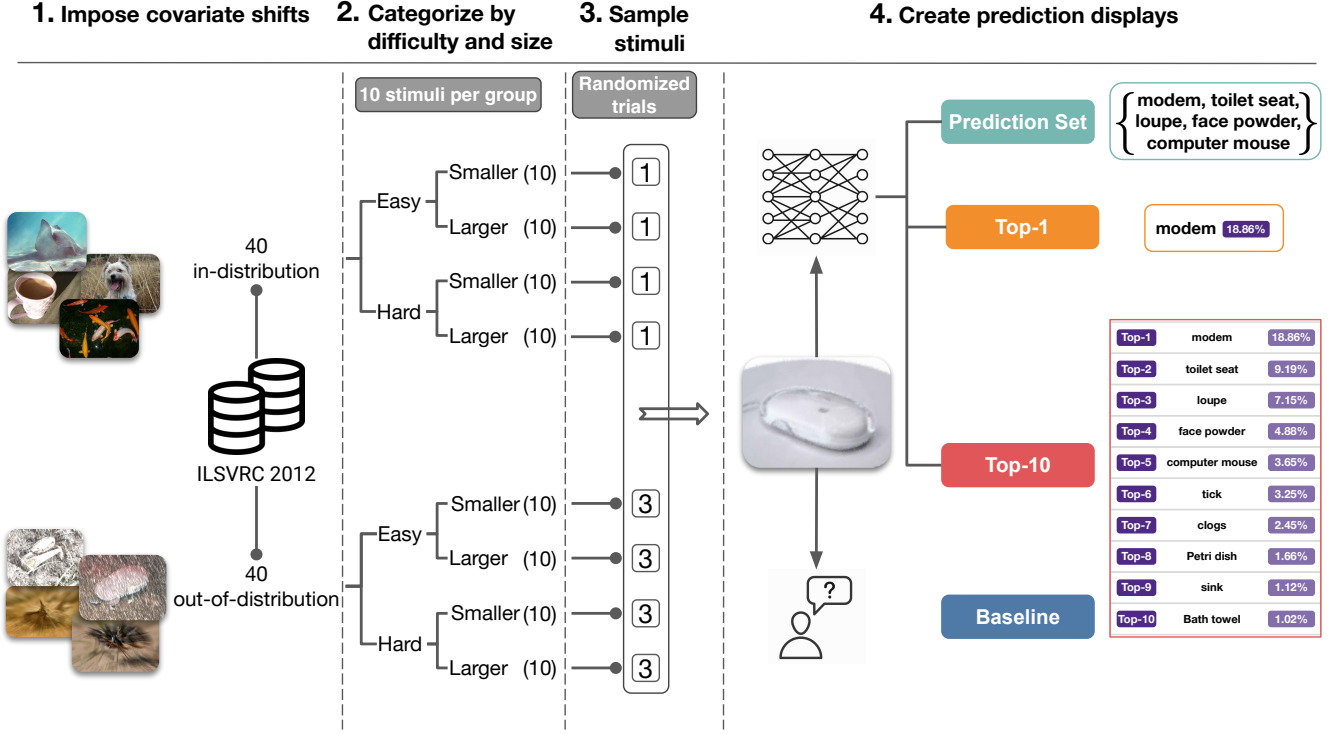 1. Impose covariate shifts
2. Categorize by
difficulty and size
3. Sample
stimuli
4. Create prediction displays
10 stimuli per group
Randomized
trials
40
in-distribution
ILSVRC 2012
40
out-of-distribution
Easy
Smaller (10)
1
Larger (10)
1
Hard
Smaller (10)
1
Larger (10)
1
Easy
Smaller (10)
3
Larger (10)
3
Hard
Smaller (10)
3
Larger (10)
3
?
Prediction Set
{ modem, toilet seat,
loupe, face powder,
computer mouse }
Top-1
modem 18.86%
Top-10
Top-1 modem 18.86%
Top-2 toilet seat 9.19%
Top-3 loupe 7.15%
Top-4 face powder 4.88%
Top-5 computer mouse 3.65%
Top-6 tick 3.25%
Top-7 clogs 2.45%
Top-8 Petri dish 1.66%
Top-9 sink 1.12%
Top-10 Bath towel 1.02%
Baseline